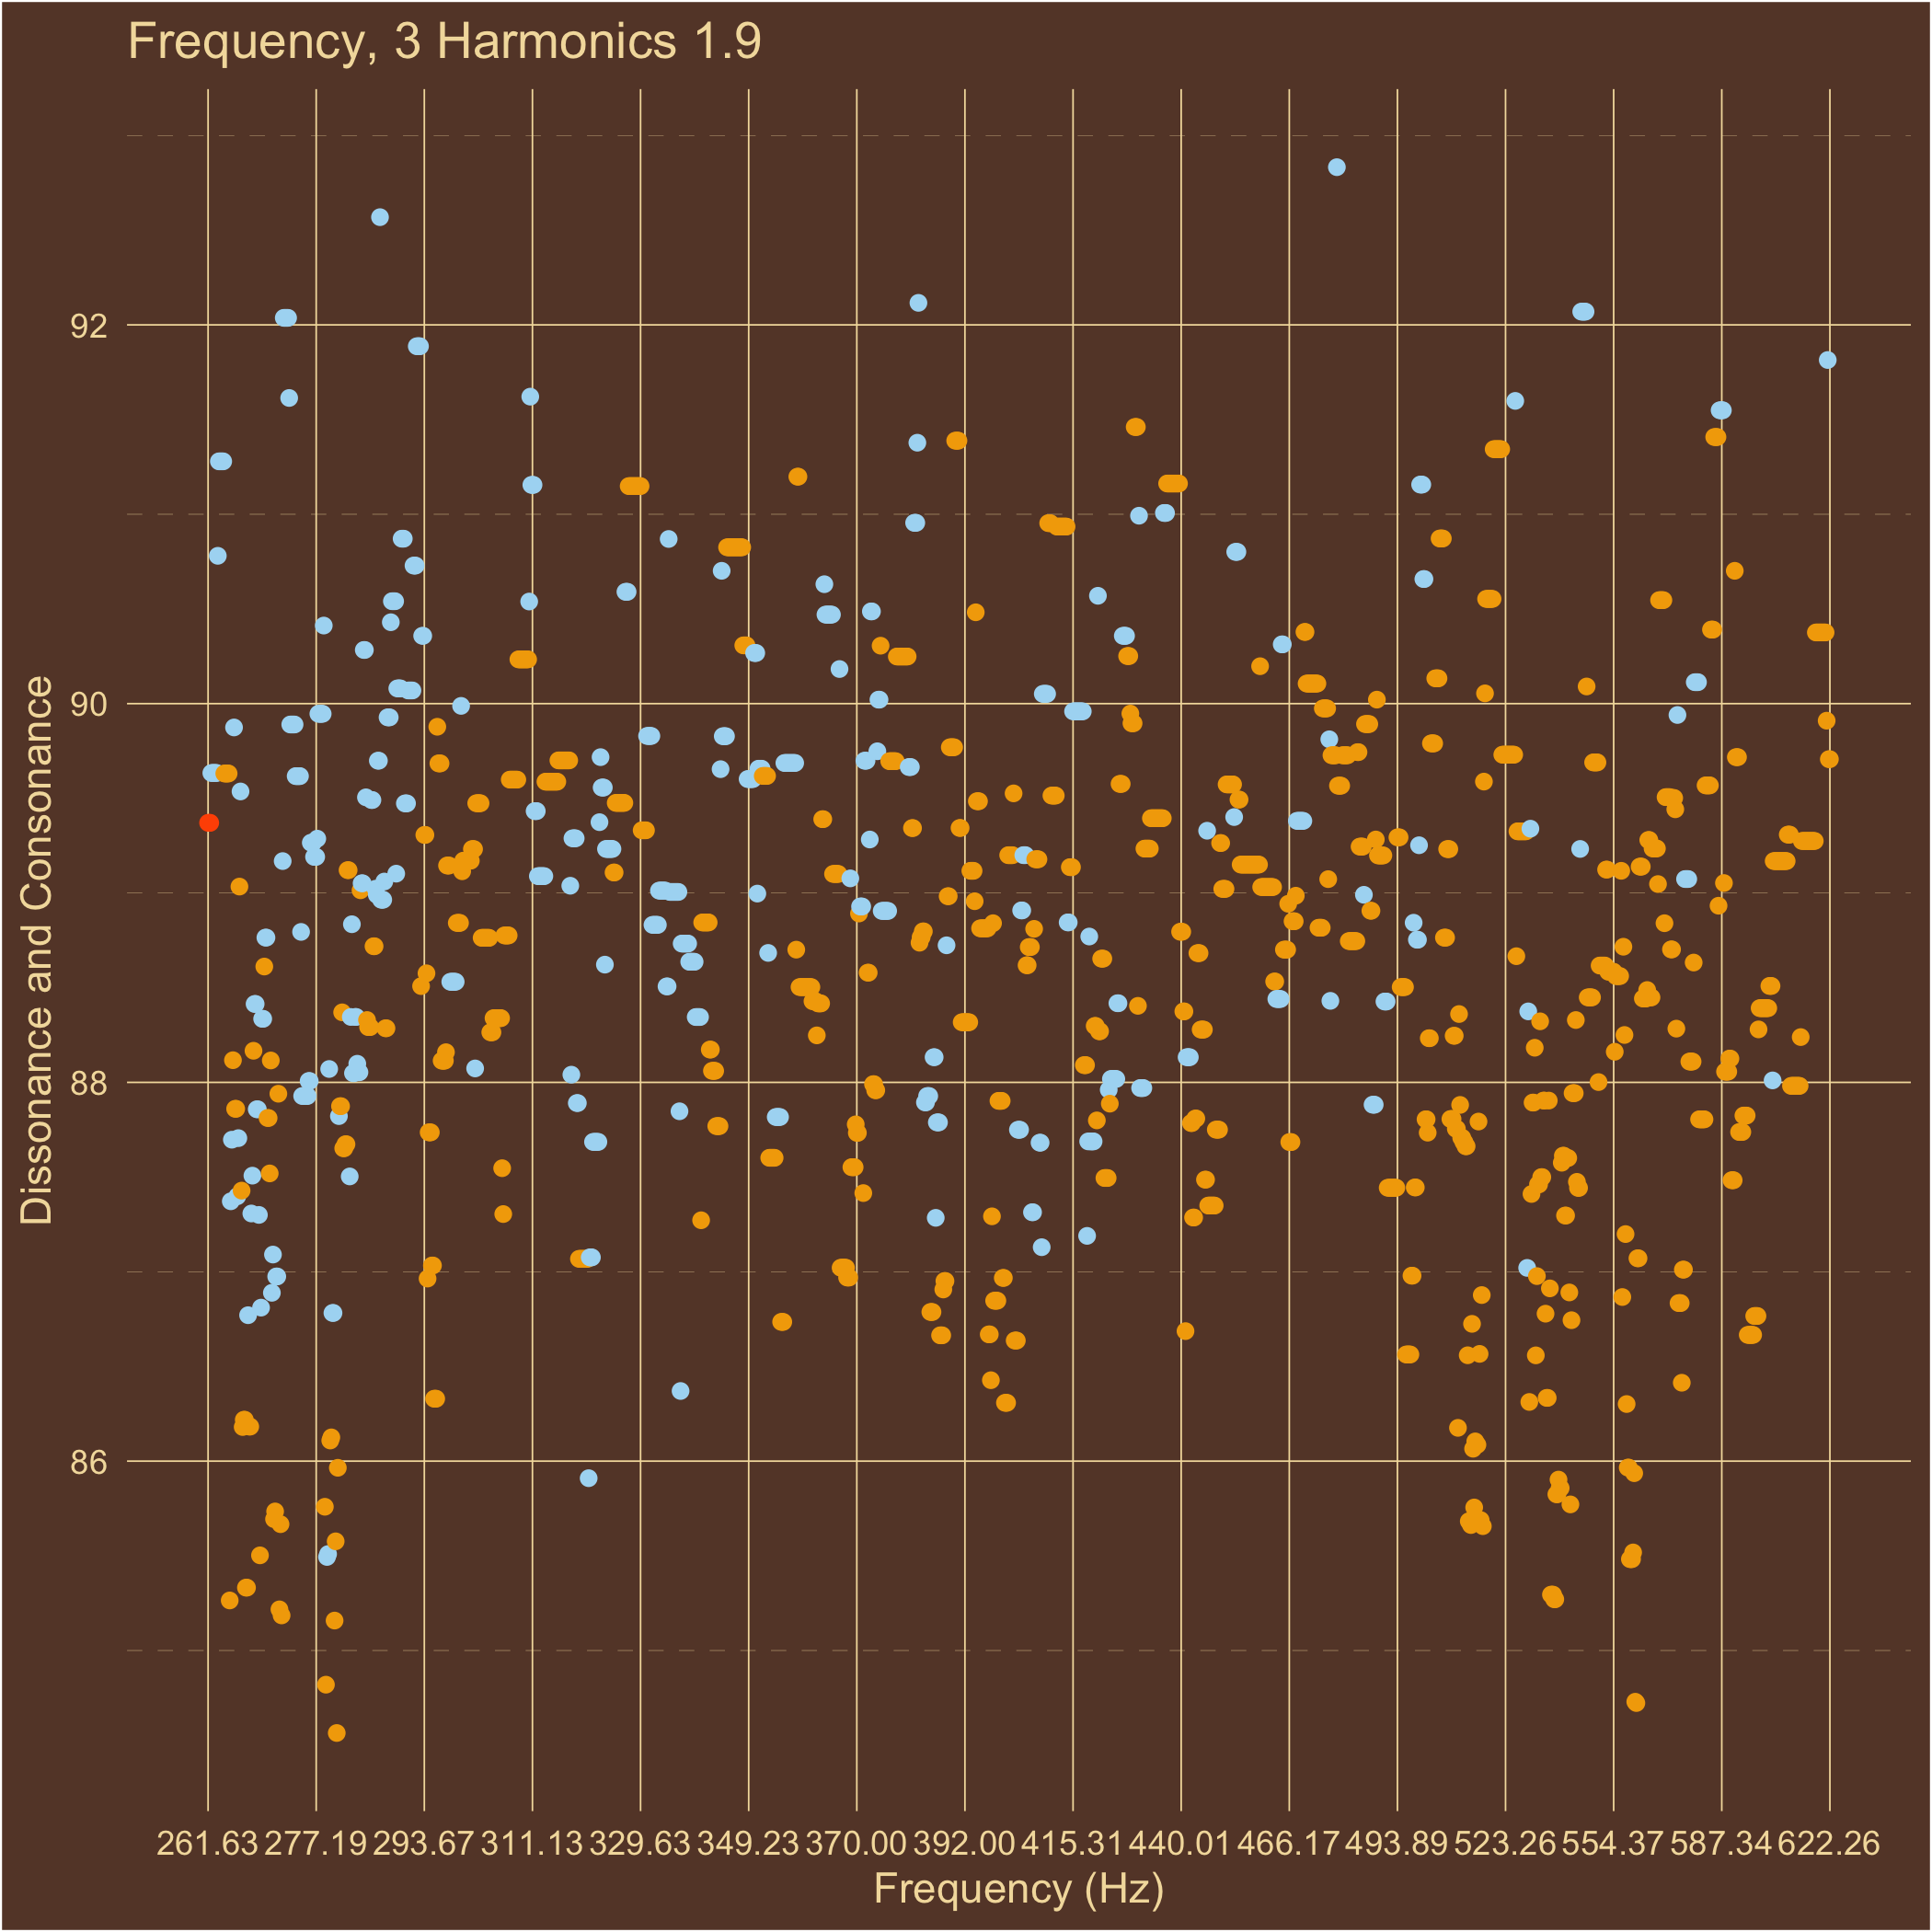 Frequency, 3 Harmonics 1.9
Dissonance and Consonance
92
90
88
86
261.63 277.19 293.67 311.13 329.63 349.23 370.00 392.00 415.31 440.01 466.17 493.89 523.26 554.37 587.34 622.26
Frequency (Hz)